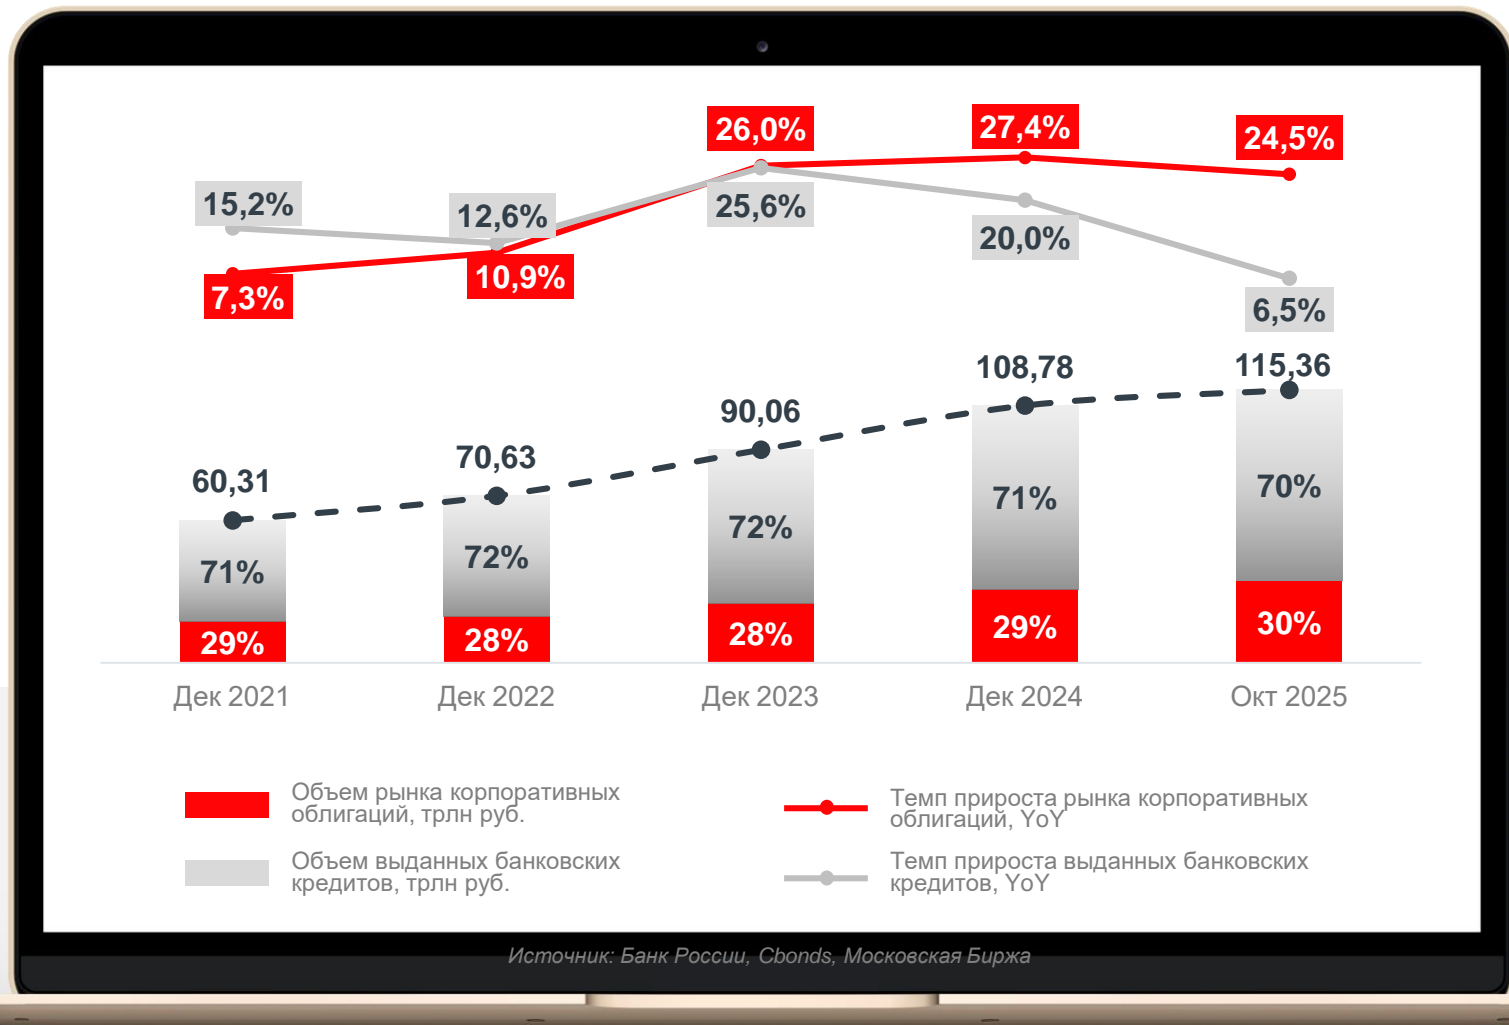 26,0%
27,4%
24,5%
15,2%
12,6%
25,6%
20,0%
7,3%
10,9%
6,5%
60,31
70,63
90,06
108,78
115,36
71%
72%
72%
71%
70%
29%
28%
28%
29%
30%
Дек 2021
Дек 2022
Дек 2023
Дек 2024
Окт 2025
Объем рынка корпоративных
облигаций, трлн руб.
Темп прироста рынка корпоративных
облигаций, YoY
Объем выданных банковских
кредитов, трлн руб.
Темп прироста выданных банковских
кредитов, YoY
Источник: Банк России, Cbonds, Московская Биржа